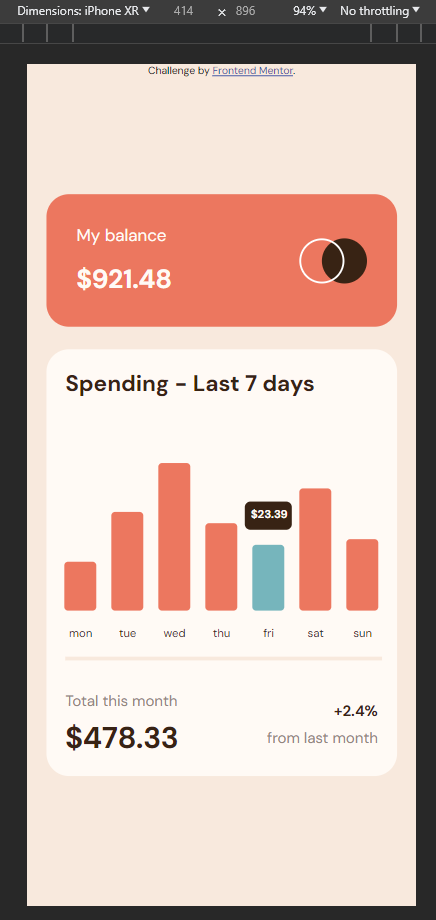 Dimensions: iPhone XR 414 × 896 94% No throttling
Challenge by Frontend Mentor.
My balance
$921.48
Spending - Last 7 days
$23.39
mon tue wed thu fri sat sun
Total this month
$478.33
+2.4%
from last month